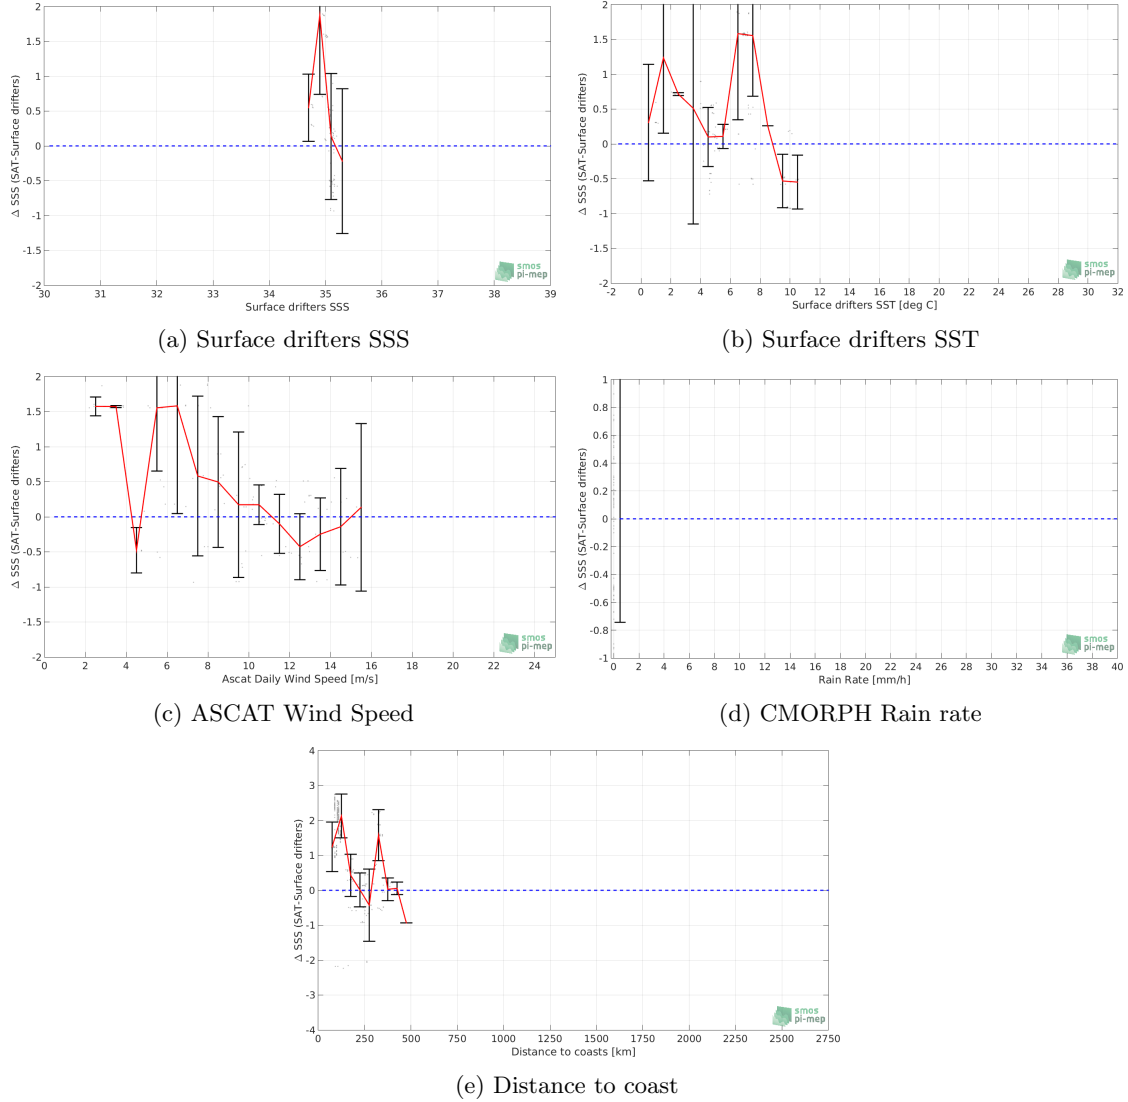 2
1.5
1
0.5
0
-0.5
-1
-1.5
-2
Δ SSS (SAT-Surface drifters)
30 31 32 33 34 35 36 37 38 39
Surface drifters SSS
smos
pi-mep
(a) Surface drifters SSS
2
1.5
1
0.5
0
-0.5
-1
-1.5
-2
Δ SSS (SAT-Surface drifters)
-2 0 2 4 6 8 10 12 14 16 18 20 22 24 26 28 30 32
Surface drifters SST [deg C]
smos
pi-mep
(b) Surface drifters SST
2
1.5
1
0.5
0
-0.5
-1
-1.5
-2
Δ SSS (SAT-Surface drifters)
0 2 4 6 8 10 12 14 16 18 20 22 24
Ascat Daily Wind Speed [m/s]
smos
pi-mep
(c) ASCAT Wind Speed
1
0.8
0.6
0.4
0.2
0
-0.2
-0.4
-0.6
-0.8
-1
Δ SSS (SAT-Surface drifters)
0 2 4 6 8 10 12 14 16 18 20 22 24 26 28 30 32 34 36 38 40
Rain Rate [mm/h]
smos
pi-mep
(d) CMORPH Rain rate
4
3
2
1
0
-1
-2
-3
-4
Δ SSS (SAT-Surface drifters)
0 250 500 750 1000 1250 1500 1750 2000 2250 2500 2750
Distance to coasts [km]
smos
pi-mep
(e) Distance to coast